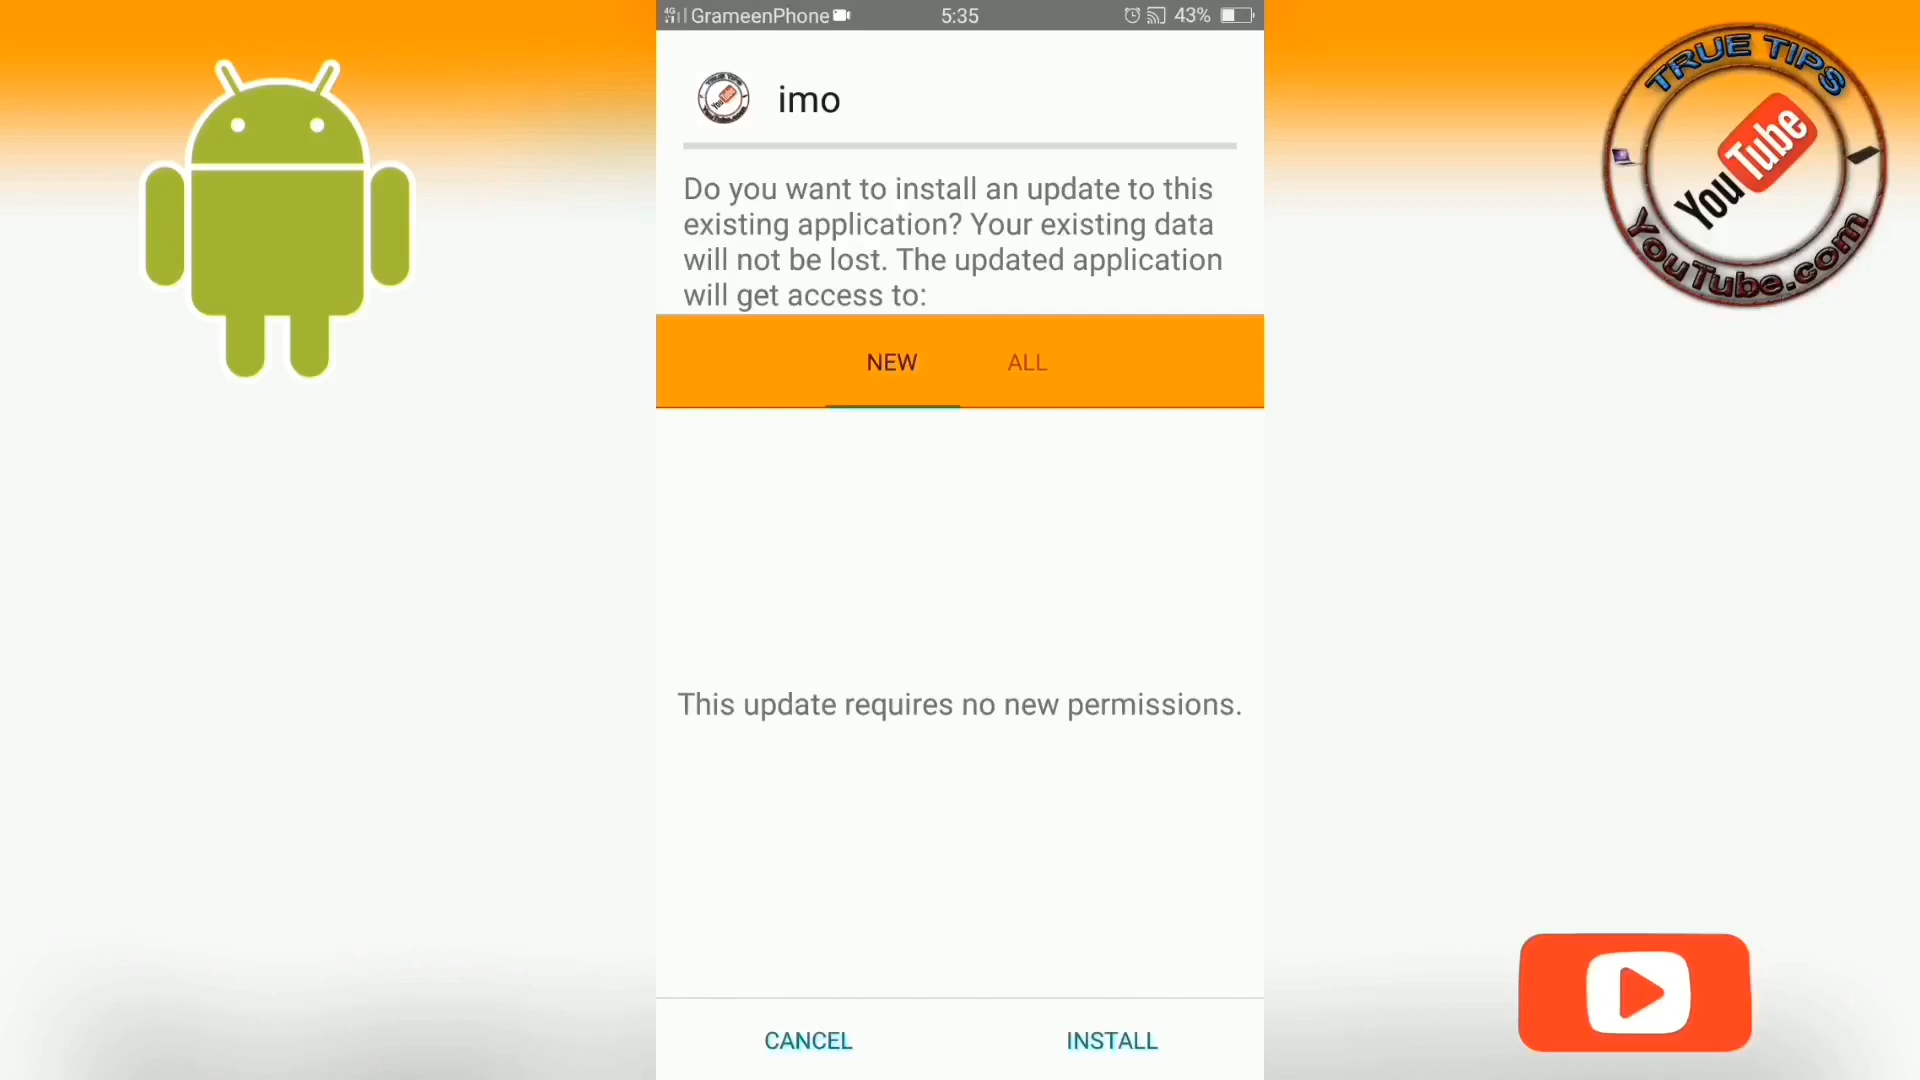 4G GrameenPhone 5:35 43%
TRUE TIPS
YouTube
YouTube.com
imo
Do you want to install an update to this
existing application? Your existing data
will not be lost. The updated application
will get access to:
NEW ALL
This update requires no new permissions.
CANCEL INSTALL